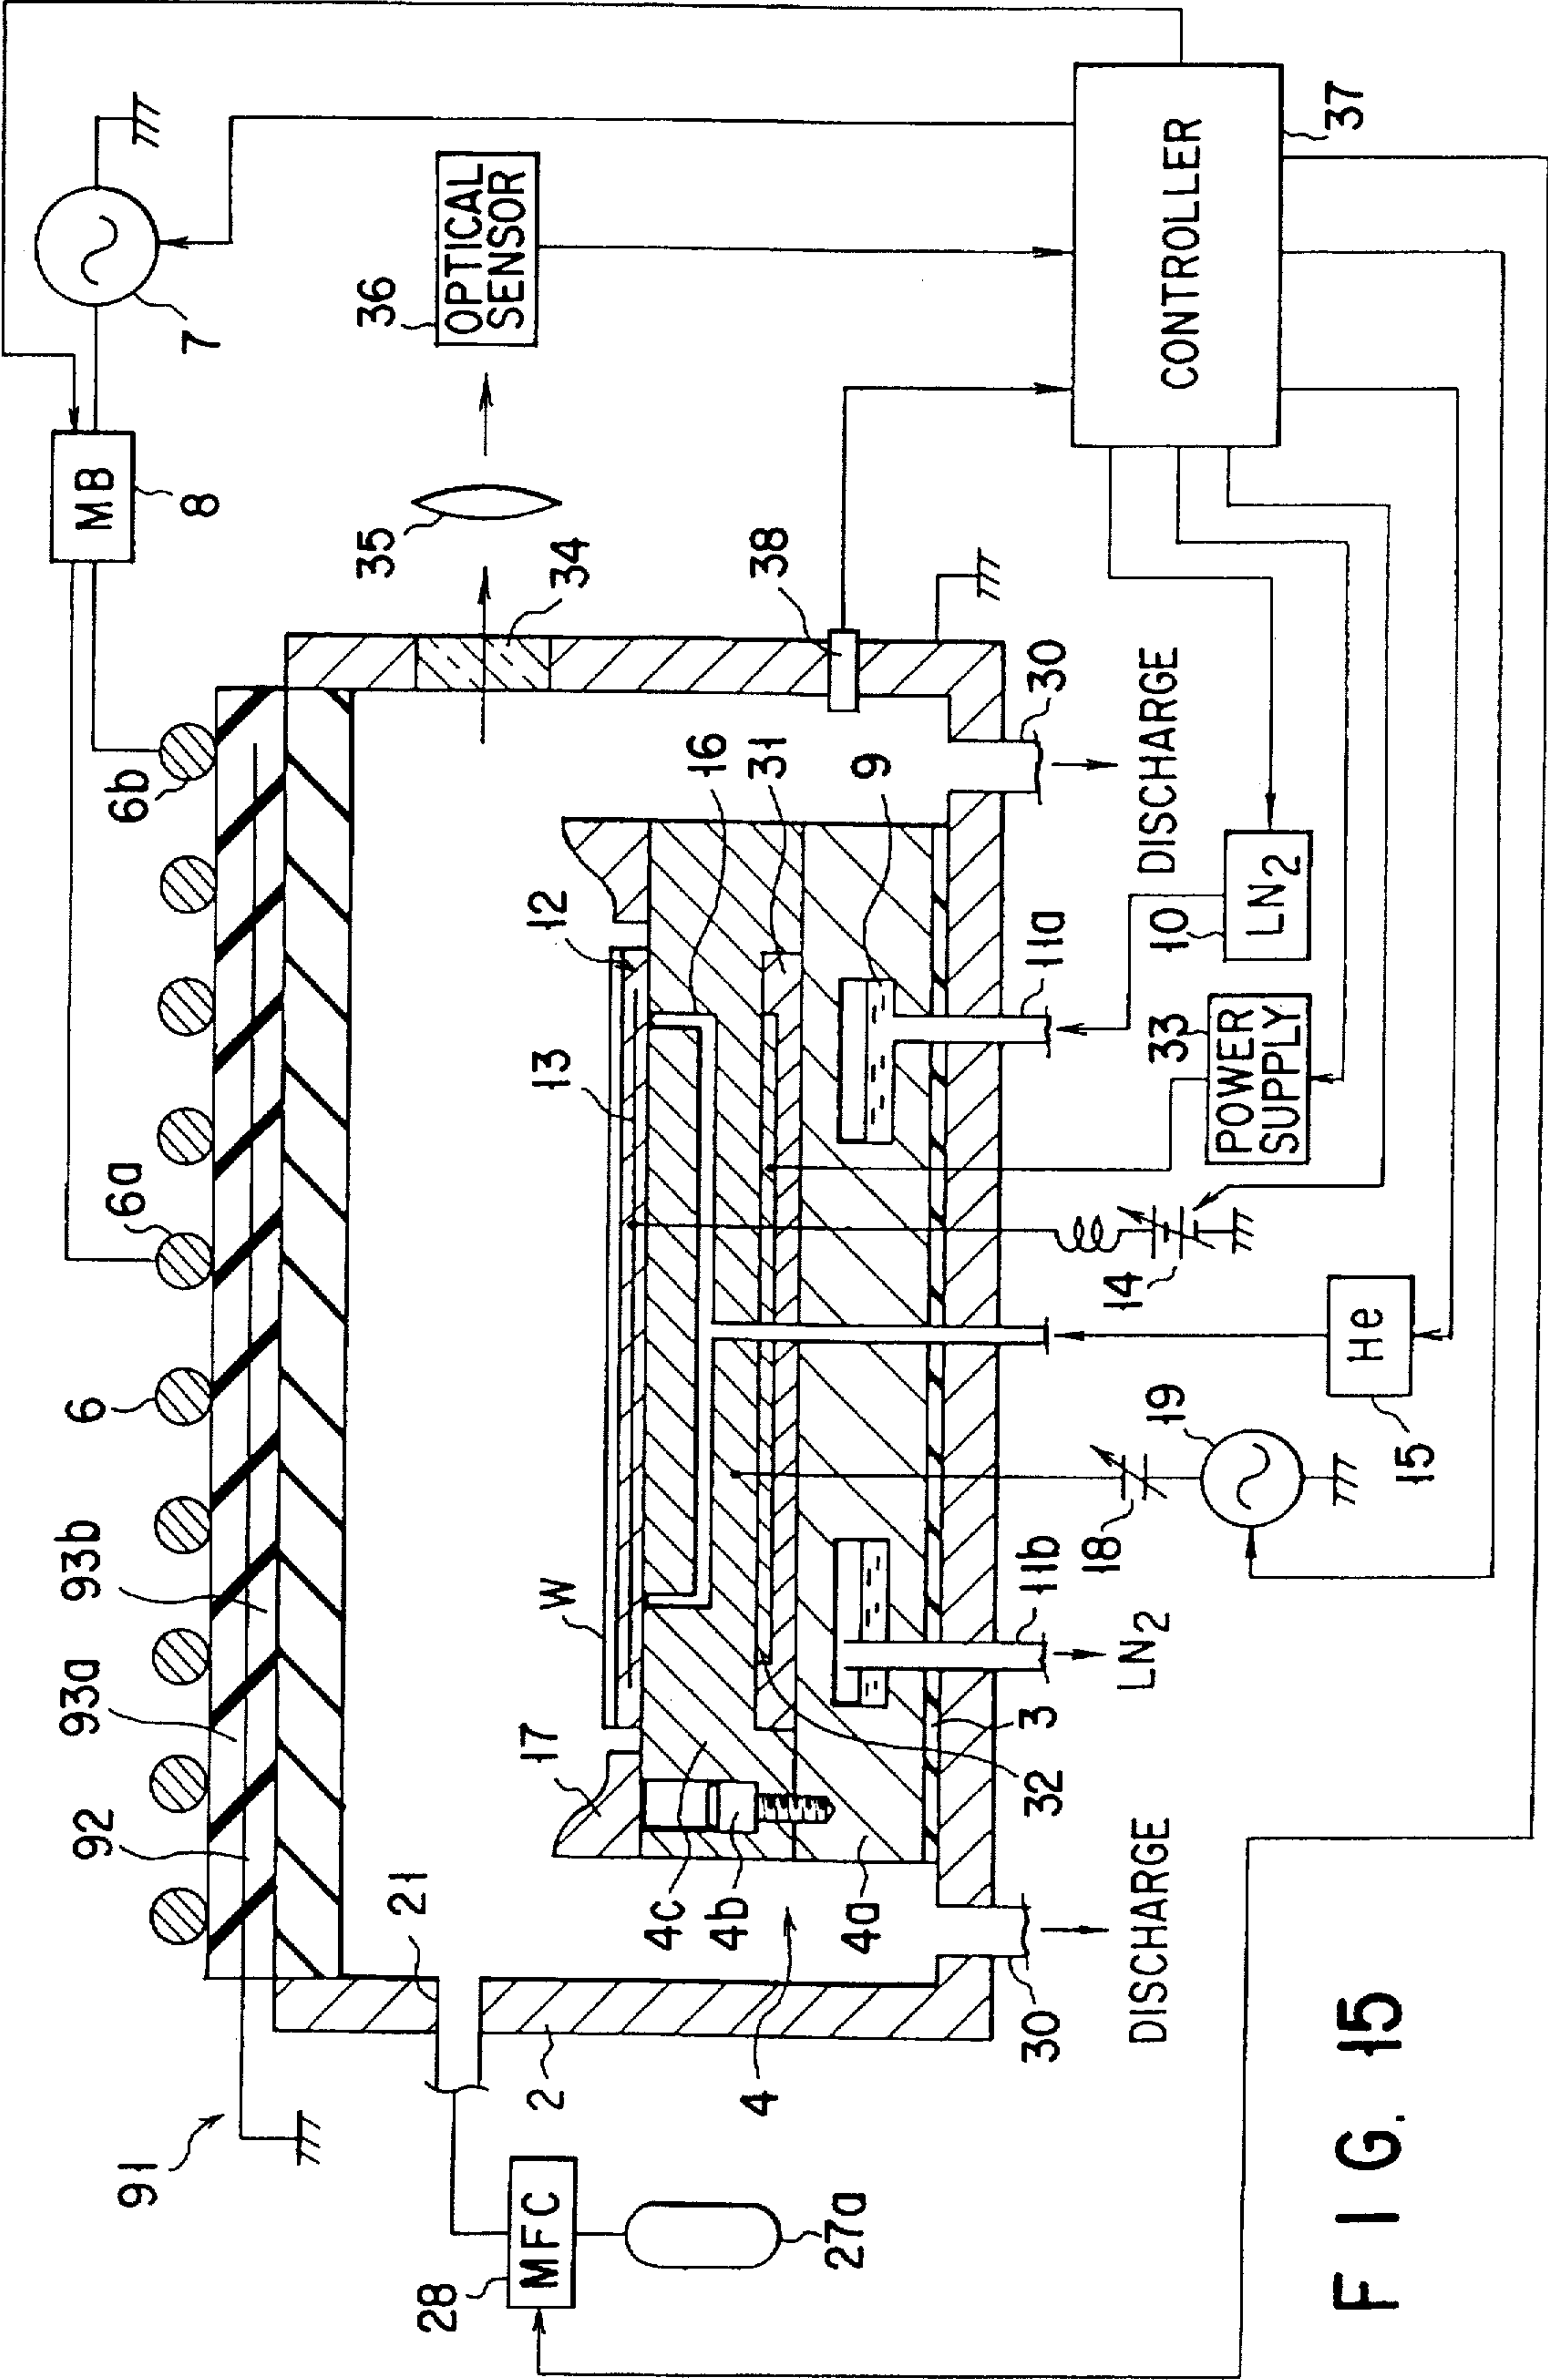 91
92
93a
93b
6
6a
6b
MB
8
7
28
MFC
27a
21
2
4
17
W
13
12
16
31
9
35
34
36
OPTICAL
SENSOR
38
4c
4b
4a
32
3
30
DISCHARGE
11b
LN2
18
19
14
15
He
33
POWER
SUPPLY
11a
10
LN2
30
DISCHARGE
CONTROLLER
37
FIG. 15